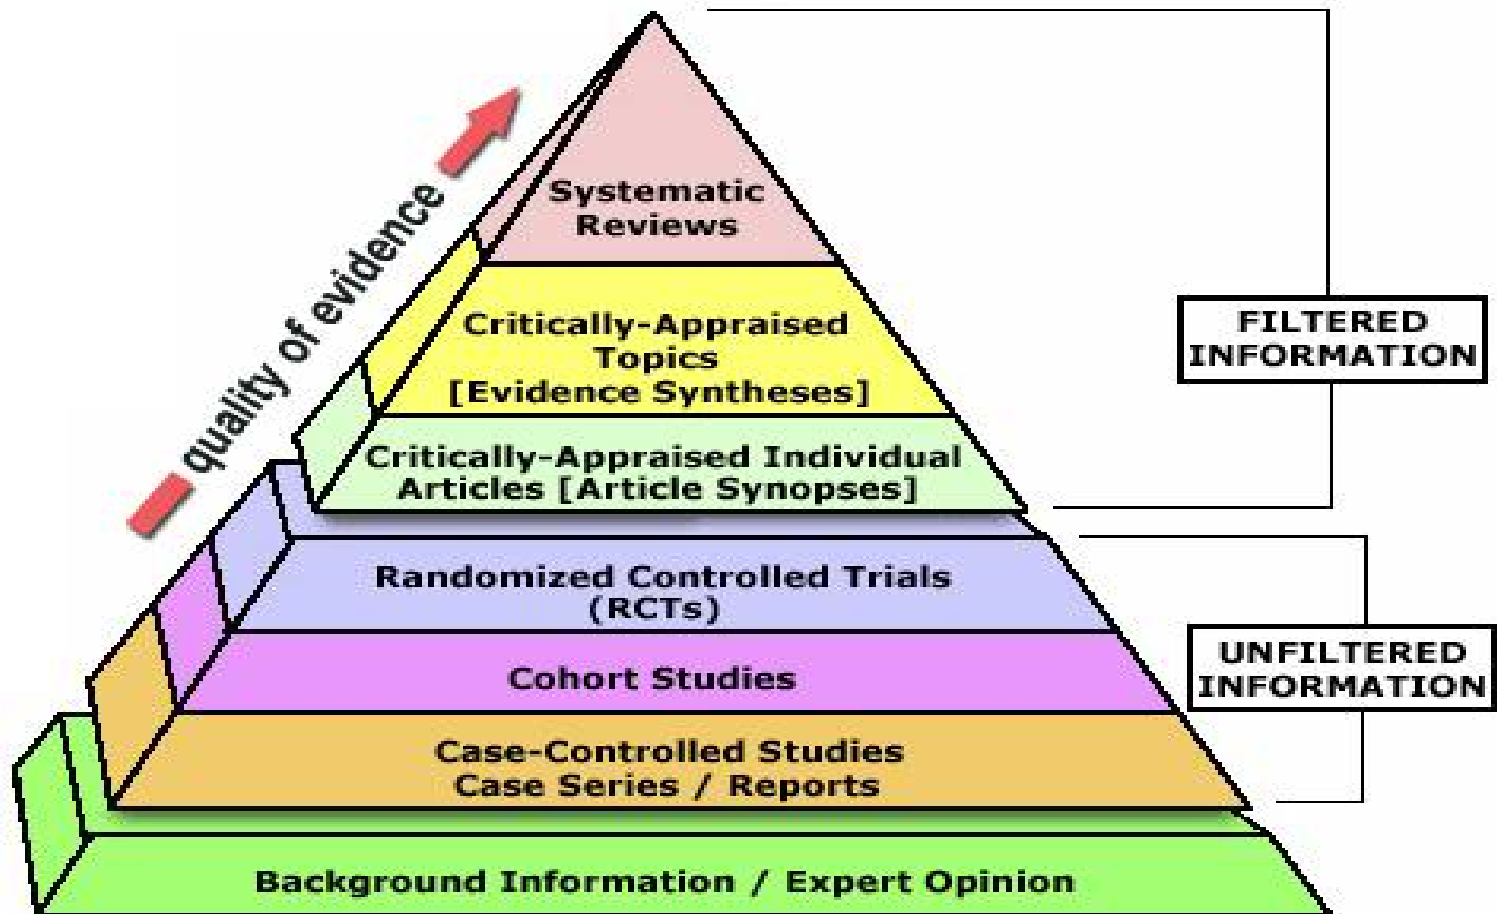 quality of evidence
Systematic
Reviews
Critically-Appraised
Topics
[Evidence Syntheses]
Critically-Appraised Individual
Articles [Article Synopses]
FILTERED
INFORMATION
Randomized Controlled Trials
(RCTs)
Cohort Studies
Case-Controlled Studies
Case Series / Reports
UNFILTERED
INFORMATION
Background Information / Expert Opinion